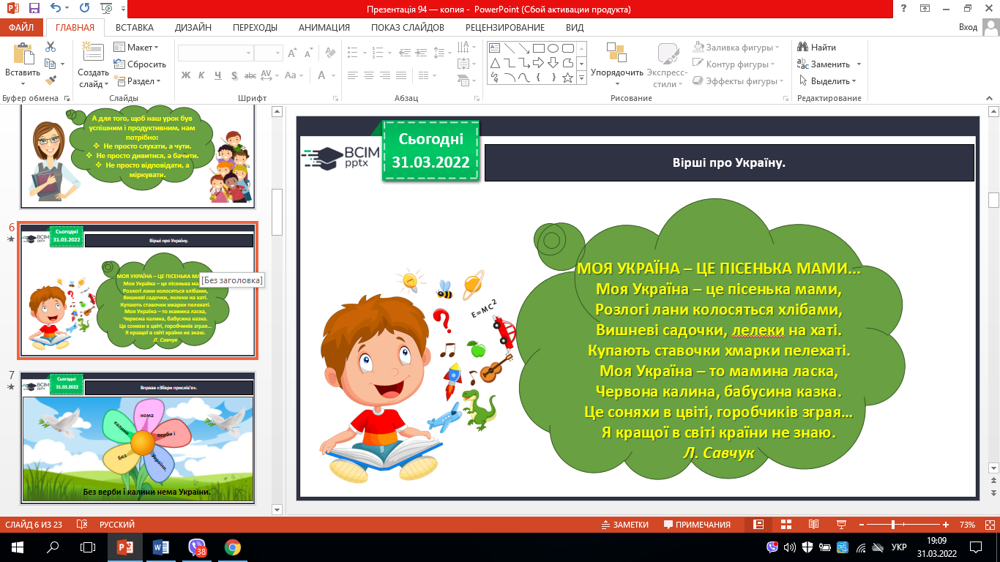 Презентація 94 — копия - PowerPoint (Сбой активации продукта)
ФАЙЛ ГЛАВНАЯ ВСТАВКА ДИЗАЙН ПЕРЕХОДЫ АНИМАЦИЯ ПОКАЗ СЛАЙДОВ РЕЦЕНЗИРОВАНИЕ ВИД Вход
Вставить
Буфер обмена
Создать слайд
Макет
Сбросить
Раздел
Слайды
Ж К Ч S abc AV Aa A
Шрифт
Абзац
Упорядочить
Экспресс-стили
Заливка фигуры
Контур фигуры
Эффекты фигуры
Рисование
Найти
Заменить
Выделить
Редактирование
А для того, щоб наш урок був
успішним і продуктивним, нам
потрібно:
Не просто слухати, а чути.
Не просто дивитися, а бачити.
Не просто відповідати, а
міркувати.
6
Сьогодні
31.03.2022
Вірші про Україну.
МОЯ УКРАЇНА – ЦЕ ПІСЕНЬКА МА
Моя Україна – це пісенька ма
[Без заголовка]
Розлогі лани колосяться хлібами,
Вишневі садочки, лелеки на хаті.
Купають ставочки хмарки пелехаті.
Моя Україна – то мамина ласка,
Червона калина, бабусина казка.
Це соняхи в цвіті, горобчиків зграя...
Я кращої в світі країни не знаю.
Л. Савчук
7
Сьогодні
31.03.2022
Вправа «Збери прислів'я».
нема
калини
верби і
Без
України.
Без верби і калини нема України.
BCIM
pptx
Сьогодні
31.03.2022
Вірші про Україну.
E=MC2
МОЯ УКРАЇНА – ЦЕ ПІСЕНЬКА МАМИ...
Моя Україна – це пісенька мами,
Розлогі лани колосяться хлібами,
Вишневі садочки, лелеки на хаті.
Купають ставочки хмарки пелехаті.
Моя Україна – то мамина ласка,
Червона калина, бабусина казка.
Це соняхи в цвіті, горобчиків зграя...
Я кращої в світі країни не знаю.
Л. Савчук
СЛАЙД 6 ИЗ 23 РУССКИЙ ЗАМЕТКИ ПРИМЕЧАНИЯ 73%
38
УКР
19:09
31.03.2022